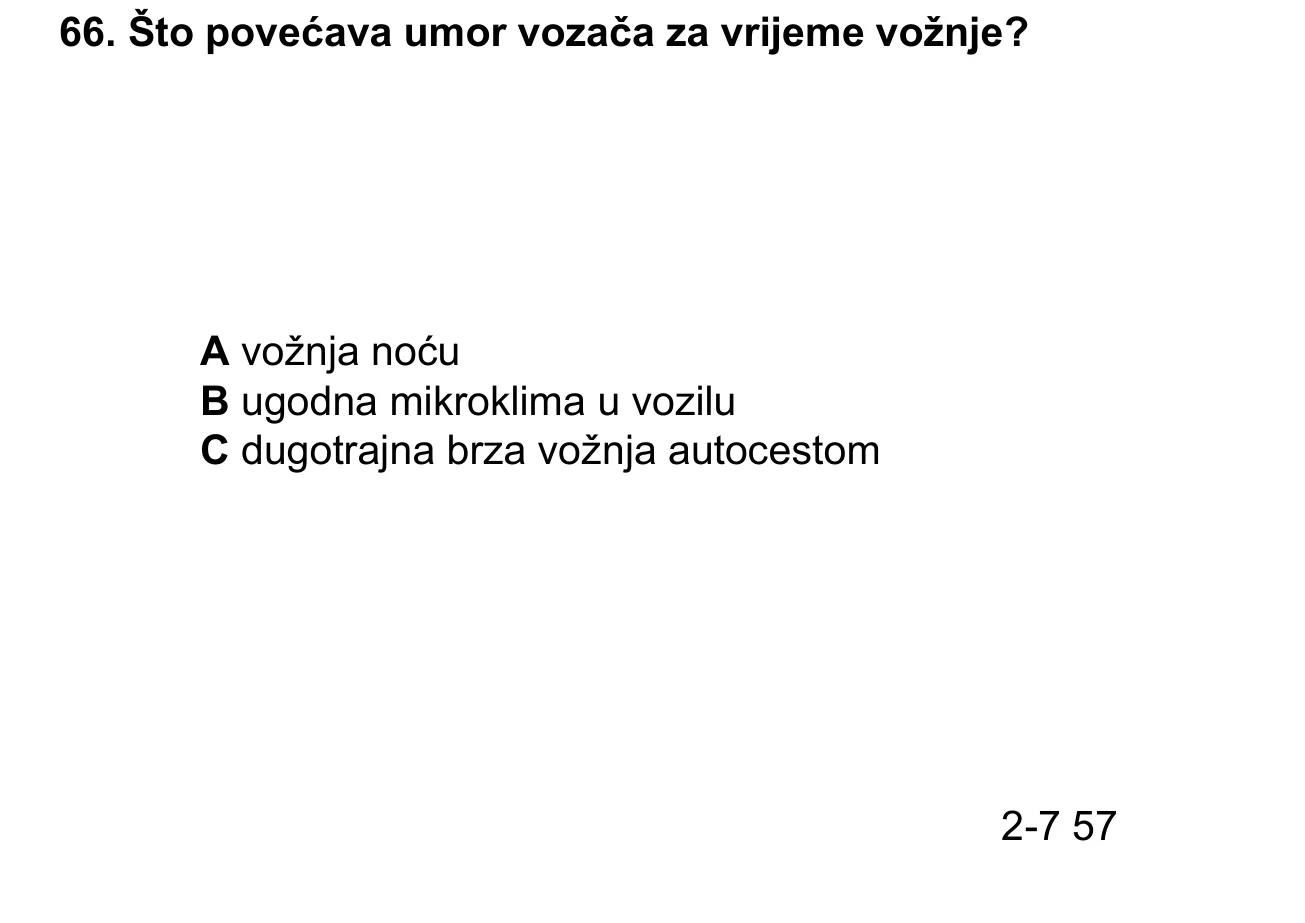 66. Što povećava umor vozača za vrijeme vožnje?
A vožnja noću
B ugodna mikroklima u vozilu
C dugotrajna brza vožnja autocestom
2-7 57